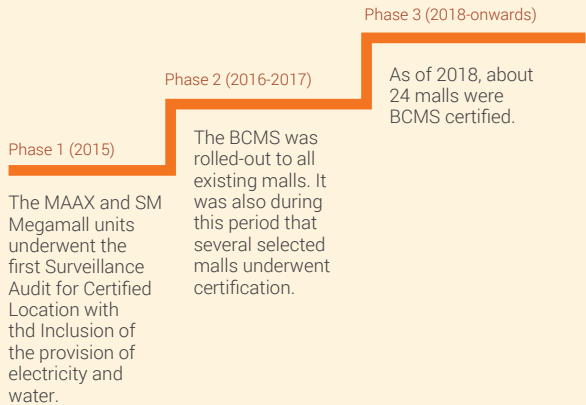 Phase 1 (2015)
The MAAX and SM
Megamall units
underwent the
first Surveillance
Audit for Certified
Location with
thd Inclusion of
the provision of
electricity and
water.
Phase 2 (2016-2017)
The BCMS was
rolled-out to all
existing malls. It
was also during
this period that
several selected
malls underwent
certification.
Phase 3 (2018-onwards)
As of 2018, about
24 malls were
BCMS certified.